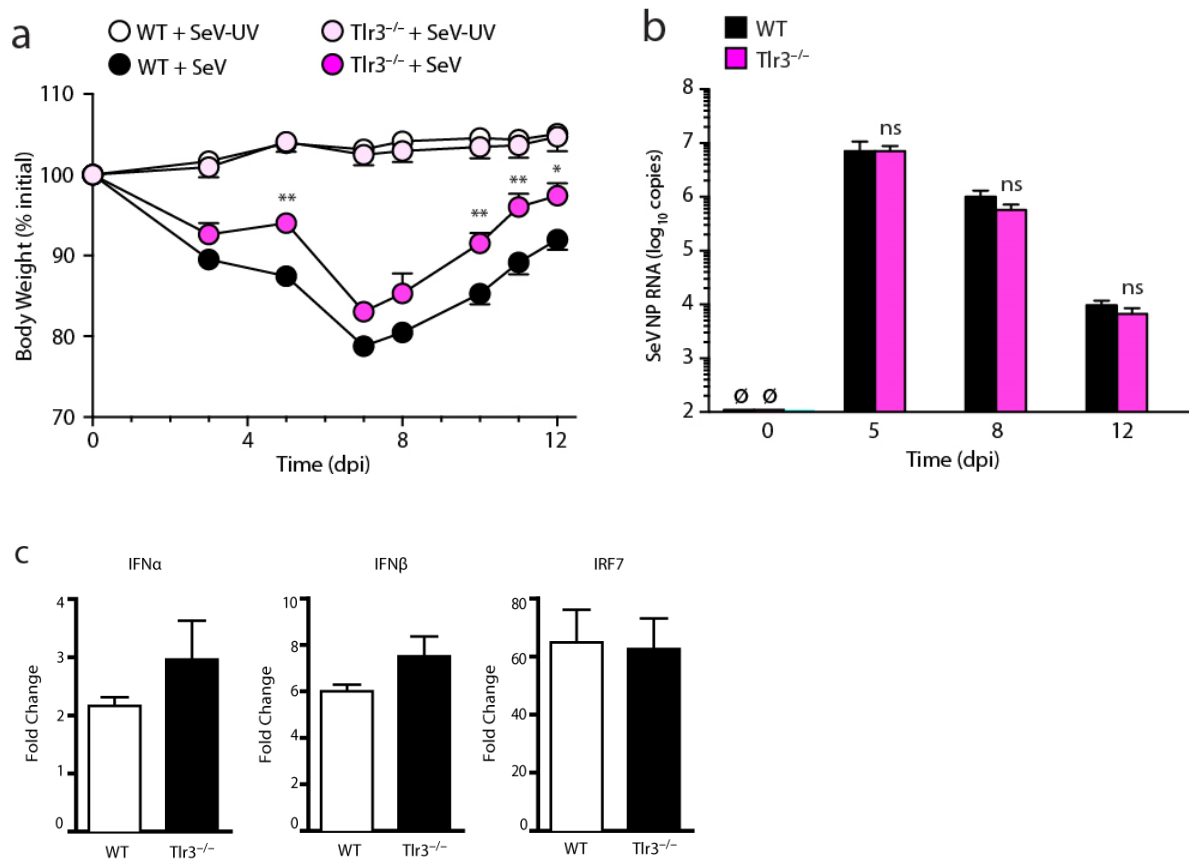 a
WT + SeV-UV
Tlr3–/– + SeV-UV
WT + SeV
Tlr3–/– + SeV
110
100
90
80
70
Body Weight (% initial)
**
**
**
*
0
4
8
12
Time (dpi)
b
WT
Tlr3–/–
8
7
6
5
4
3
2
SeV NP RNA (log10 copies)
Ø Ø
ns
ns
ns
0
5
8
12
Time (dpi)
c
IFNα
4
3
2
1
0
Fold Change
WT
Tlr3–/–
IFNβ
10
8
6
4
2
0
Fold Change
WT
Tlr3–/–
IRF7
80
60
40
20
0
Fold Change
WT
Tlr3–/–